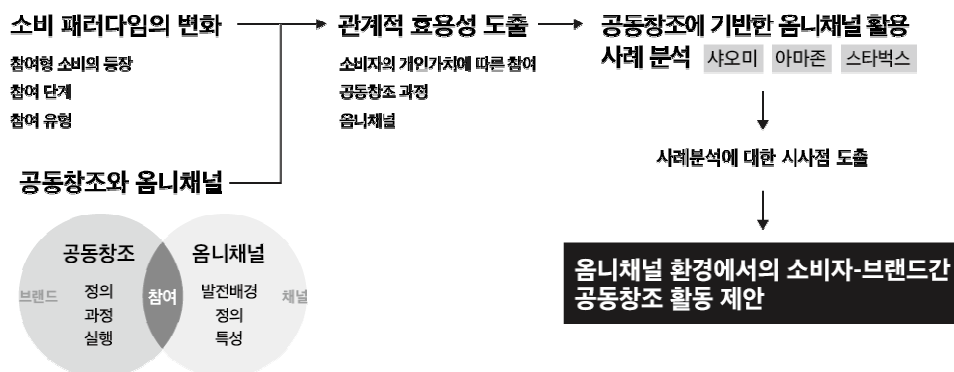 소비 패러다임의 변화
참여형 소비의 등장
참여 단계
참여 유형
공동창조와 옴니채널
공동창조
브랜드
정의
과정
실행
참여
옴니채널
발전배경
정의
특성
채널
관계적 효용성 도출
소비자의 개인가치에 따른 참여
공동창조 과정
옴니채널
공동창조에 기반한 옴니채널 활용
사례 분석 샤오미 아마존 스타벅스
사례분석에 대한 시사점 도출
옴니채널 환경에서의 소비자-브랜드간
공동창조 활동 제안